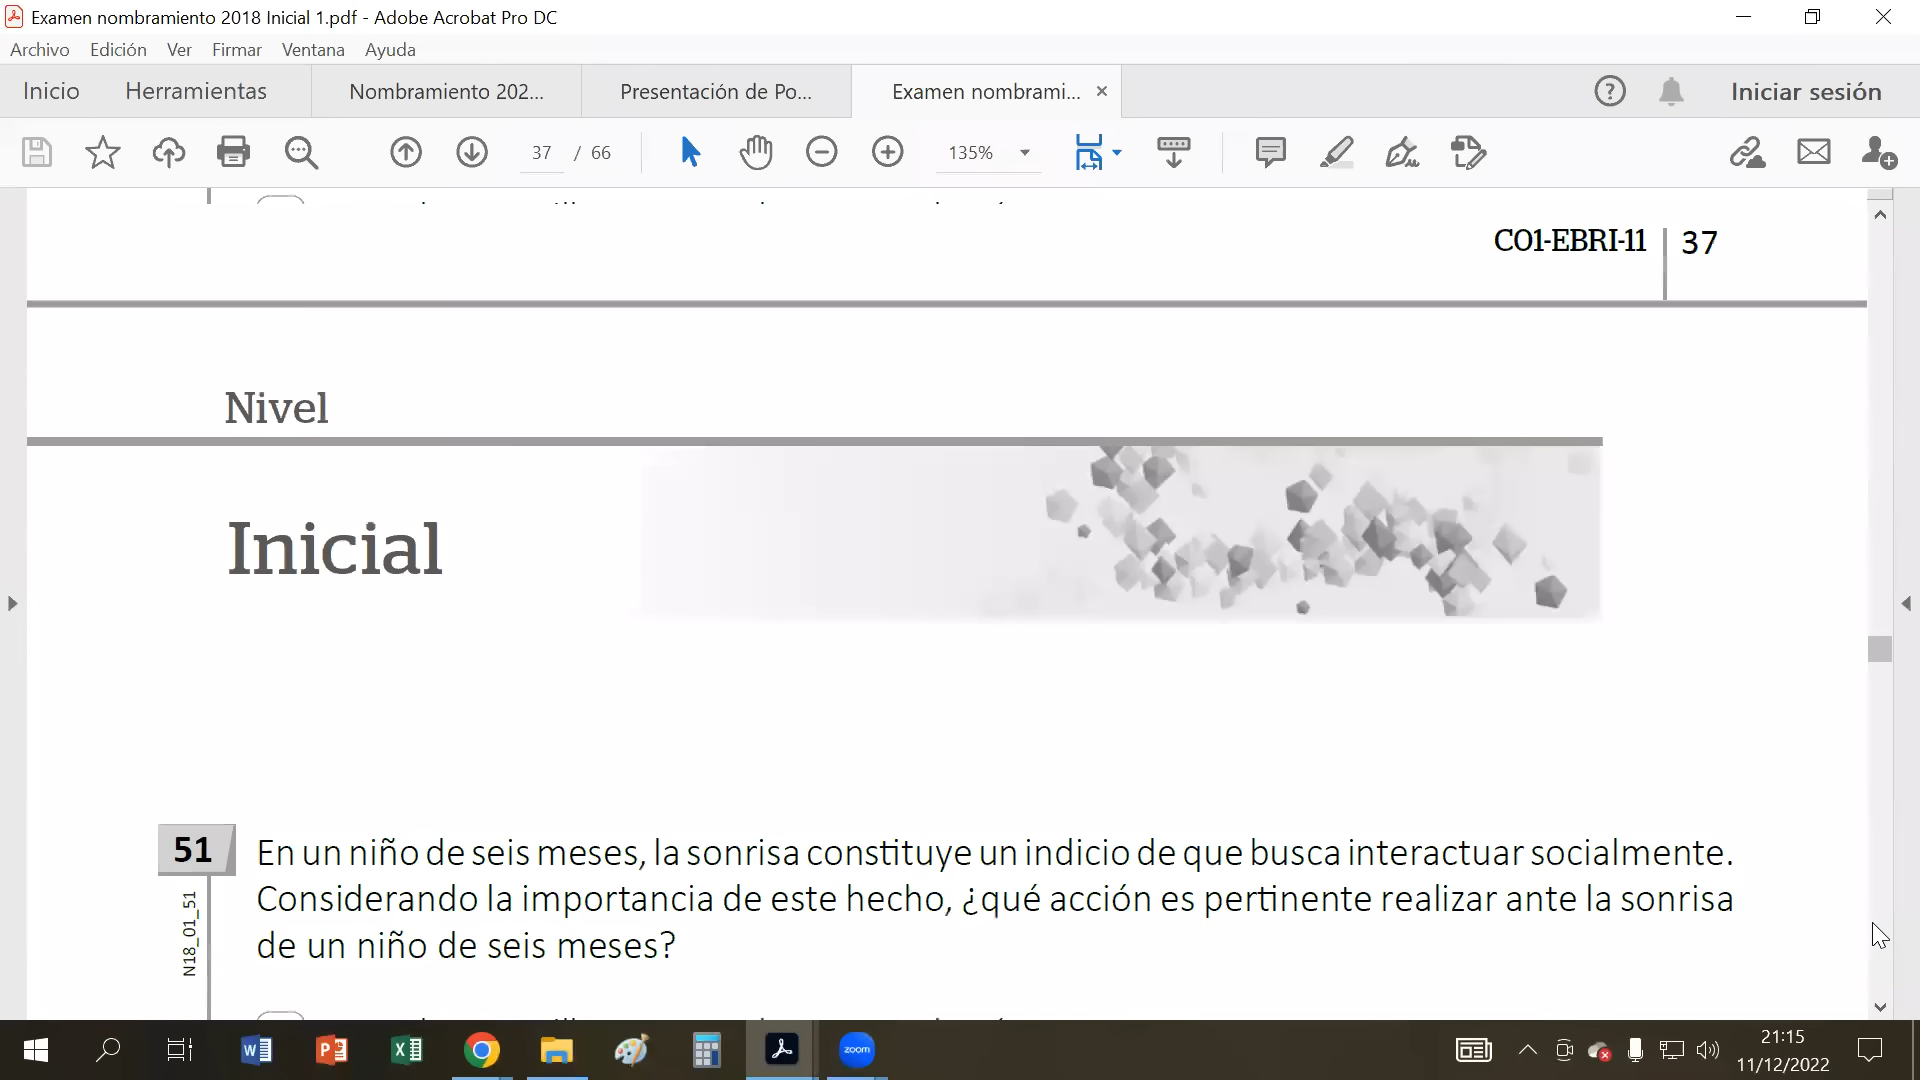 Examen nombramiento 2018 Inicial 1.pdf - Adobe Acrobat Pro DC
Archivo Edición Ver Firmar Ventana Ayuda
Inicio Herramientas Nombramiento 202... Presentación de Po... Examen nombrami... × Iniciar sesión
37 / 66 135%
CO1-EBRI-11 37
Nivel
Inicial
51 En un niño de seis meses, la sonrisa constituye un indicio de que busca interactuar socialmente.
Considerando la importancia de este hecho, ¿qué acción es pertinente realizar ante la sonrisa
de un niño de seis meses?
N18_01_51
zoom
21:15
11/12/2022